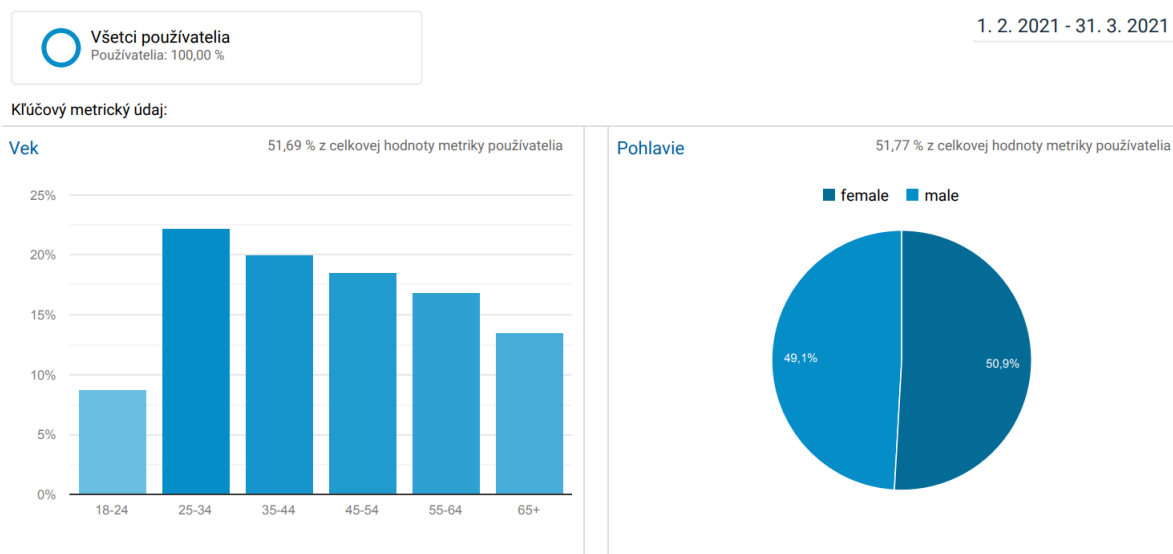 Všetci používatelia
Používatelia: 100,00 %
1. 2. 2021 - 31. 3. 2021
Kľúčový metrický údaj:
Vek
51,69 % z celkovej hodnoty metriky používatelia
25%
20%
15%
10%
5%
0%
18-24 25-34 35-44 45-54 55-64 65+
Pohlavie
51,77 % z celkovej hodnoty metriky používatelia
female male
49,1%
50,9%